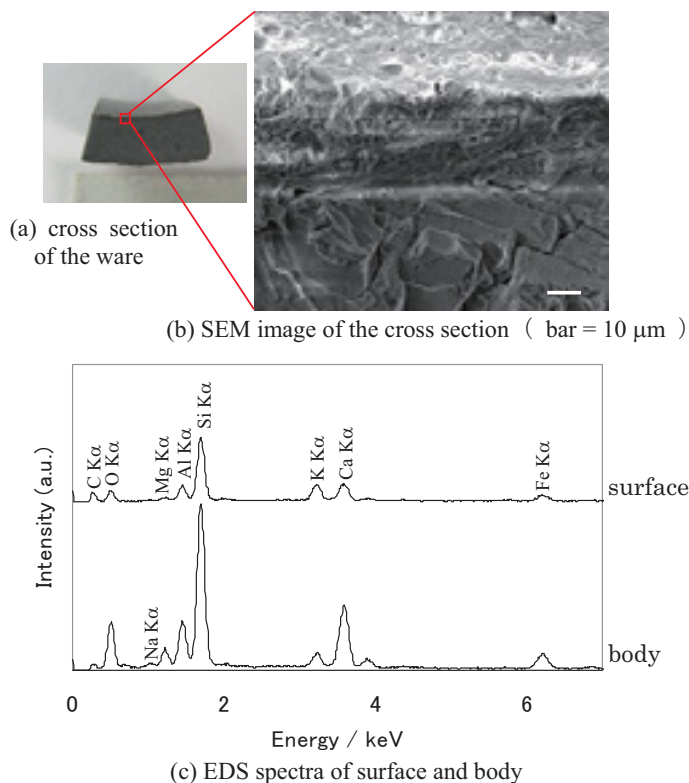 (a) cross section
of the ware
(b) SEM image of the cross section ( bar = 10 μm )
C Kα
O Kα
Na Kα
Mg Kα
Al Kα
Si Kα
K Kα
Ca Kα
Fe Kα
surface
body
Intensity (a.u.)
0 2 4 6
Energy / keV
(c) EDS spectra of surface and body